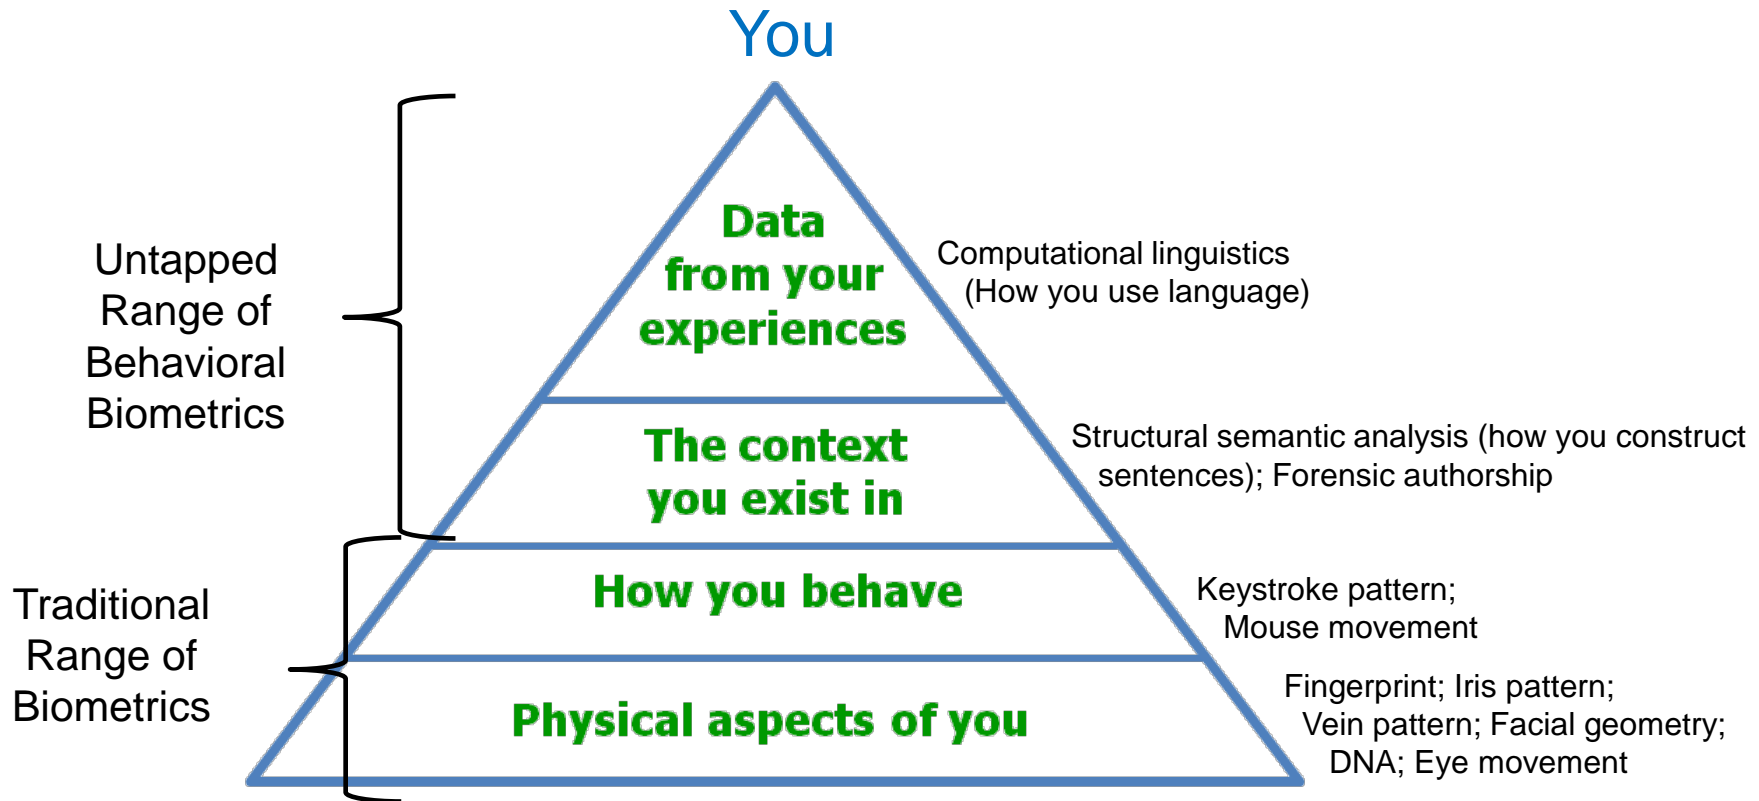 You
Untapped
Range of
Behavioral
Biometrics
Data
from your
experiences
Computational linguistics
(How you use language)
The context
you exist in
Structural semantic analysis (how you construct
sentences); Forensic authorship
Traditional
Range of
Biometrics
How you behave
Keystroke pattern;
Mouse movement
Physical aspects of you
Fingerprint; Iris pattern;
Vein pattern; Facial geometry;
DNA; Eye movement